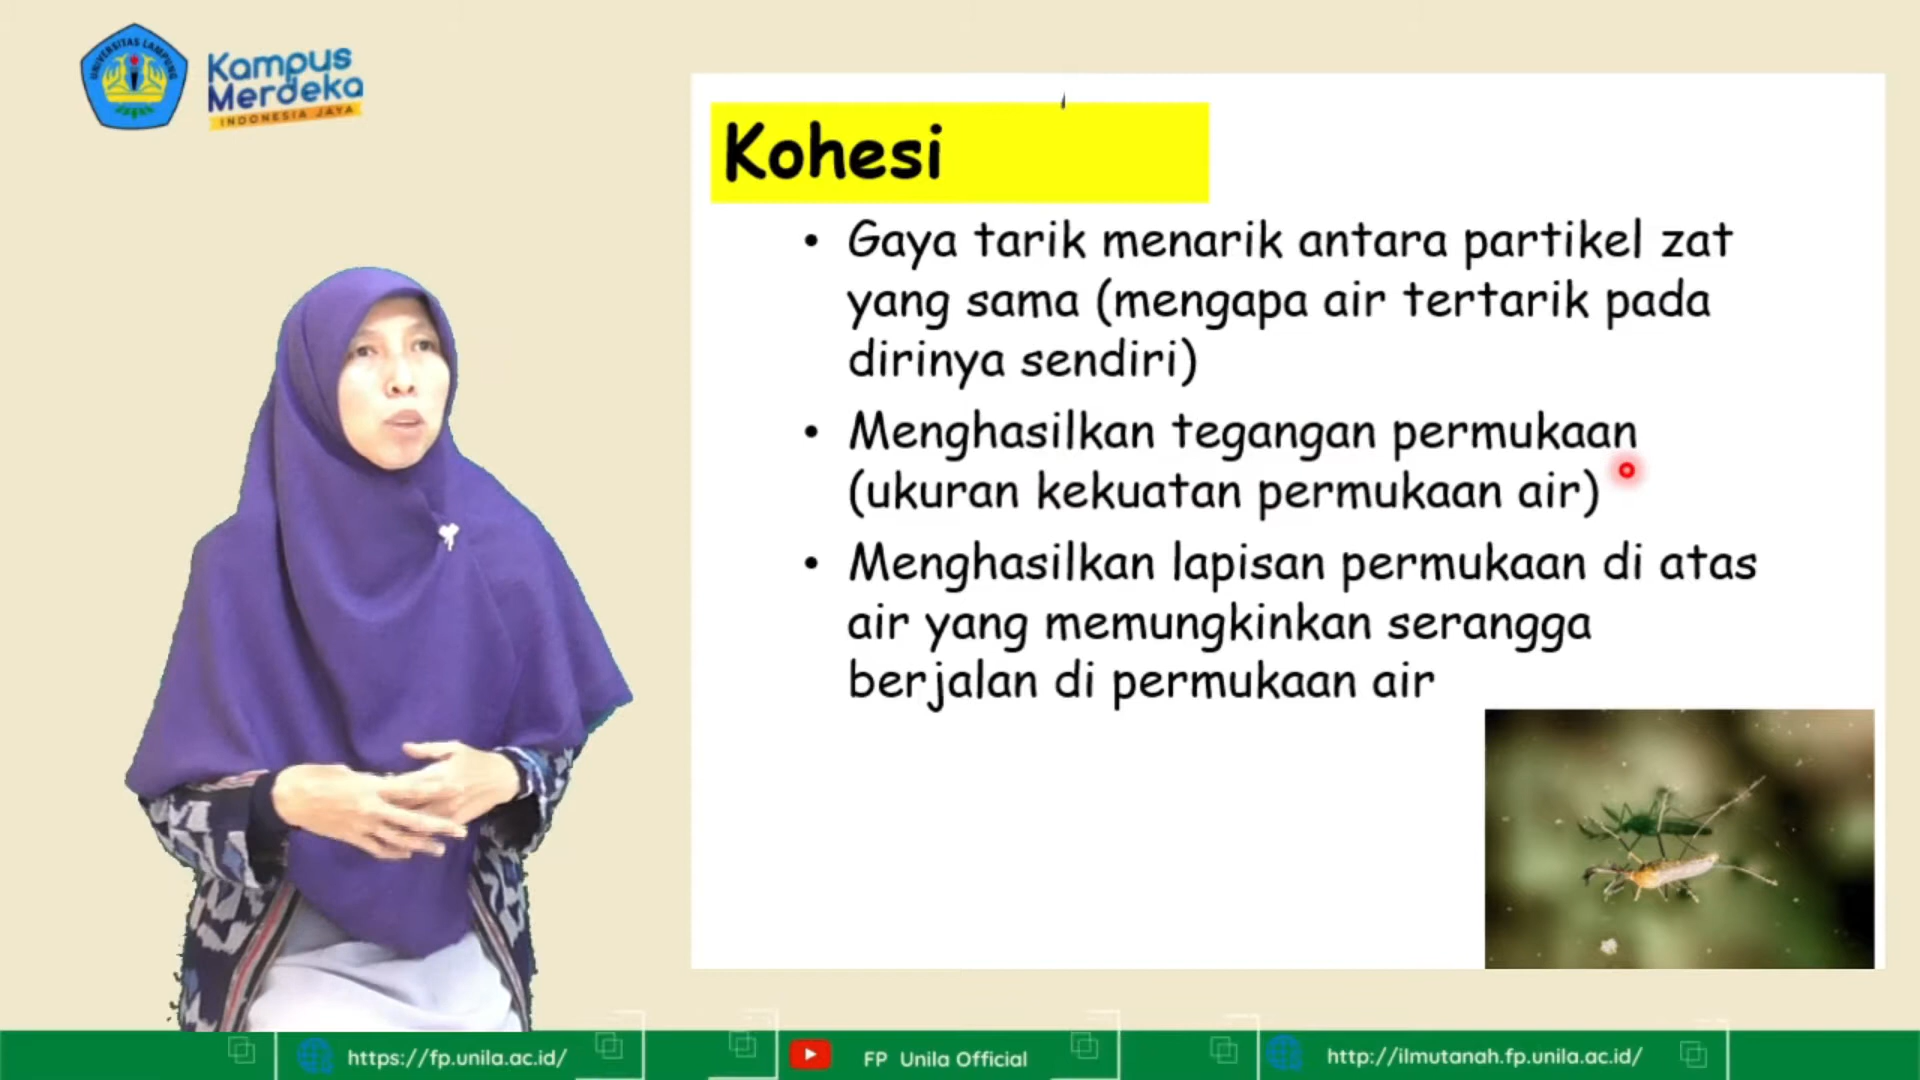 UNIVERSITAS LAMPUNG
Kampus
Merdeka
INDONESIA JAYA
Kohesi
• Gaya tarik menarik antara partikel zat
yang sama (mengapa air tertarik pada
dirinya sendiri)
• Menghasilkan tegangan permukaan
(ukuran kekuatan permukaan air)
• Menghasilkan lapisan permukaan di atas
air yang memungkinkan serangga
berjalan di permukaan air
https://fp.unila.ac.id/
FP Unila Official
http://ilmutanah.fp.unila.ac.id/